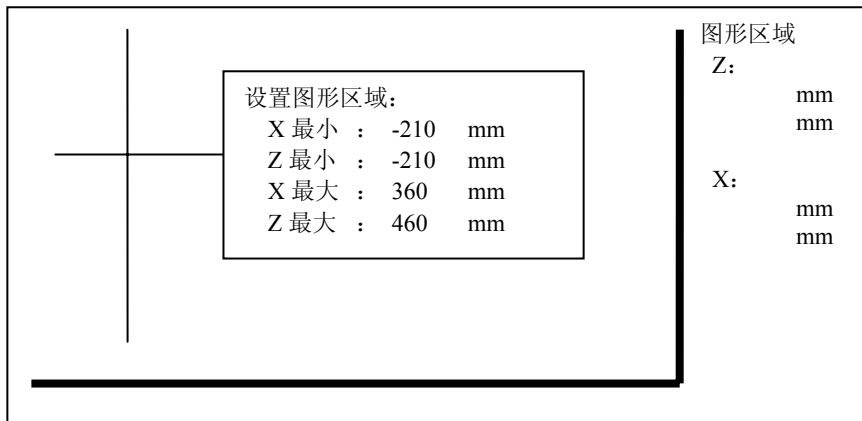 设置图形区域：
X 最小 ： -210 mm
Z 最小 ： -210 mm
X 最大 ： 360 mm
Z 最大 ： 460 mm
图形区域
Z：
mm
mm
X：
mm
mm